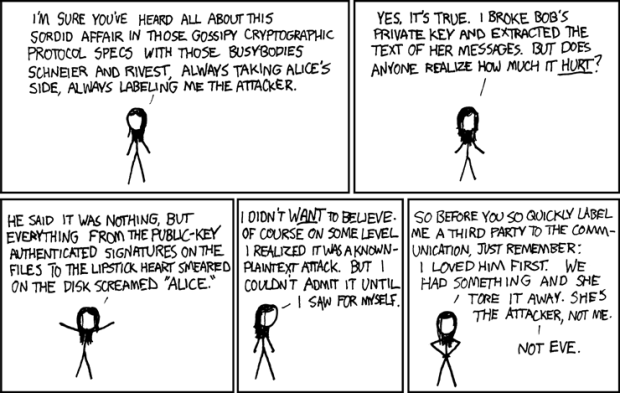 I'M SURE YOU'VE HEARD ALL ABOUT THIS
SORDID AFFAIR IN THOSE GOSSIPY CRYPTOGRAPHIC
PROTOCOL SPECS WITH THOSE BUSYBODIES
SCHNEIER AND RIVEST, ALWAYS TAKING ALICE'S
SIDE, ALWAYS LABELING ME THE ATTACKER.
YES, IT'S TRUE. I BROKE BOB'S
PRIVATE KEY AND EXTRACTED THE
TEXT OF HER MESSAGES. BUT DOES
ANYONE REALIZE HOW MUCH IT HURT?
HE SAID IT WAS NOTHING, BUT
EVERYTHING FROM THE PUBLIC-KEY
AUTHENTICATED SIGNATURES ON THE
FILES TO THE LIPSTICK HEART SMEARED
ON THE DISK SCREAMED "ALICE."
I DIDN'T WANT TO BELIEVE.
OF COURSE ON SOME LEVEL
I REALIZED IT WAS A KNOWN-
PLAINTEXT ATTACK. BUT I
COULDN'T ADMIT IT UNTIL
I SAW FOR MYSELF.
SO BEFORE YOU SO QUICKLY LABEL
ME A THIRD PARTY TO THE COMM-
UNICATION, JUST REMEMBER:
I LOVED HIM FIRST. WE
HAD SOMETHING AND SHE
TORE IT AWAY. SHE'S
THE ATTACKER, NOT ME.
NOT EVE.